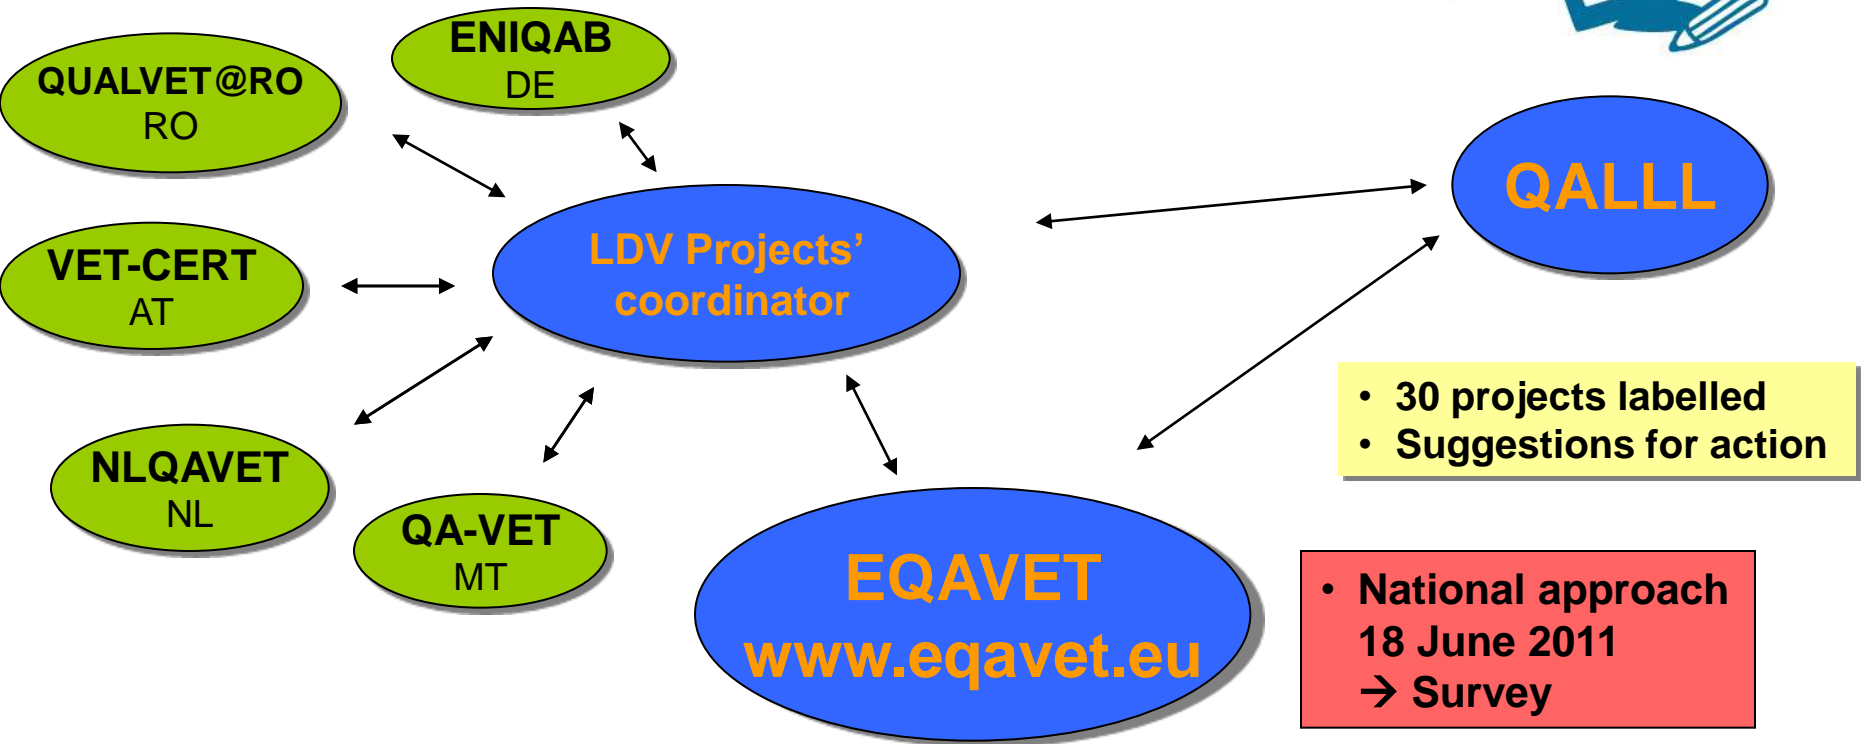 ENIQAB
DE
QUALVET@RO
RO
QALLL
VET-CERT
AT
LDV Projects’
coordinator
• 30 projects labelled
• Suggestions for action
NLQAVET
NL
QA-VET
MT
EQAVET
www.eqavet.eu
• National approach
18 June 2011
→ Survey